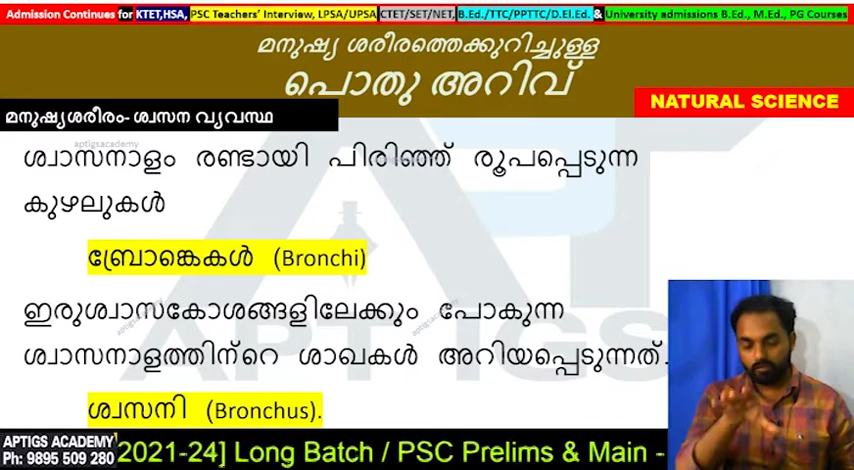 Admission Continues for KTET,HSA, PSC Teachers' Interview, LPSA/UPSA CTET/SET/NET, B.Ed./TTC/PPTTC/D.El.Ed. & University admissions B.Ed., M.Ed., PG Courses
മനുഷ്യ ശരീരത്തെക്കുറിച്ചുള്ള
പൊതു അറിവ്
NATURAL SCIENCE
മനുഷ്യശരീരം- ശ്വസന വ്യവസ്ഥ
aptigsacademy
ശ്വാസനാളം രണ്ടായി പിരിഞ്ഞ് രൂപപ്പെടുന്ന
കുഴലുകൾ
ബ്രോങ്കെകൾ (Bronchi)
ഇരുശ്വാസകോശങ്ങളിലേക്കും പോകുന്ന
ശ്വാസനാളത്തിന്റെ ശാഖകൾ അറിയപ്പെടുന്നത്.
APT IGS
ശ്വസനി (Bronchus).
APTIGS ACADEMY
Ph: 9895 509 280
[2021-24] Long Batch / PSC Prelims & Main -